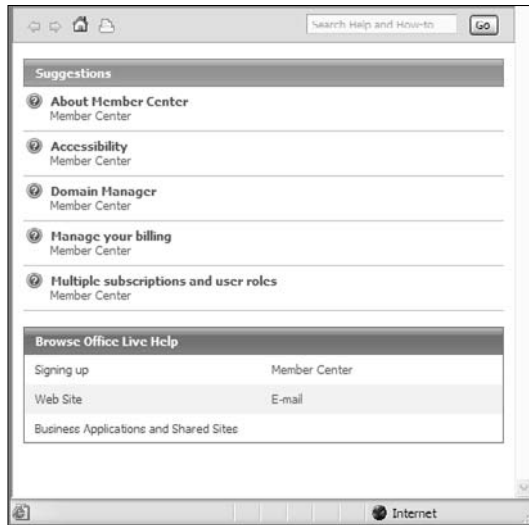 Search Help and How-to
Go
Suggestions
About Member Center
Member Center
Accessibility
Member Center
Domain Manager
Member Center
Manage your billing
Member Center
Multiple subscriptions and user roles
Member Center
Browse Office Live Help
Signing up Member Center
Web Site E-mail
Business Applications and Shared Sites
Internet